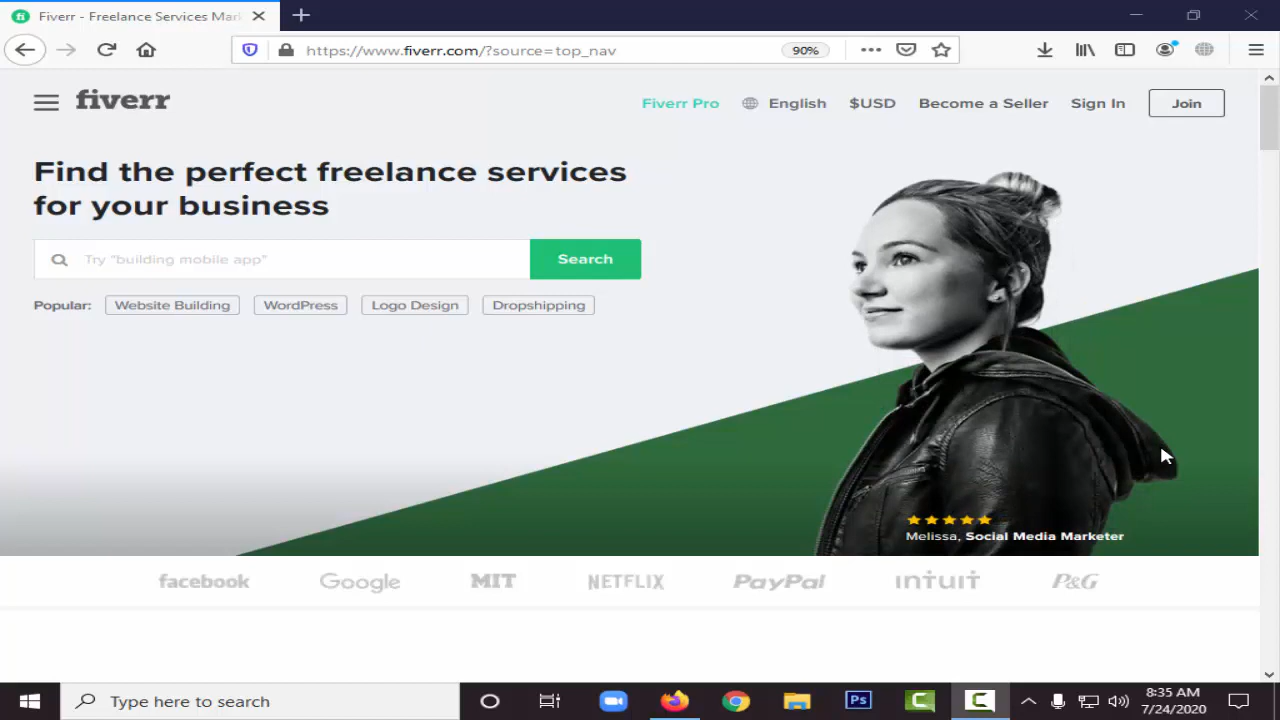 Fiverr - Freelance Services Mark
https://www.fiverr.com/?source=top_nav
90%
fiverr
Fiverr Pro
English
$USD
Become a Seller
Sign In
Join
Find the perfect freelance services
for your business
Try "building mobile app"
Search
Popular:
Website Building
WordPress
Logo Design
Dropshipping
Melissa, Social Media Marketer
facebook
Google
MIT
NETFLIX
PayPal
intuit
P&G
Type here to search
Ps
8:35 AM
7/24/2020